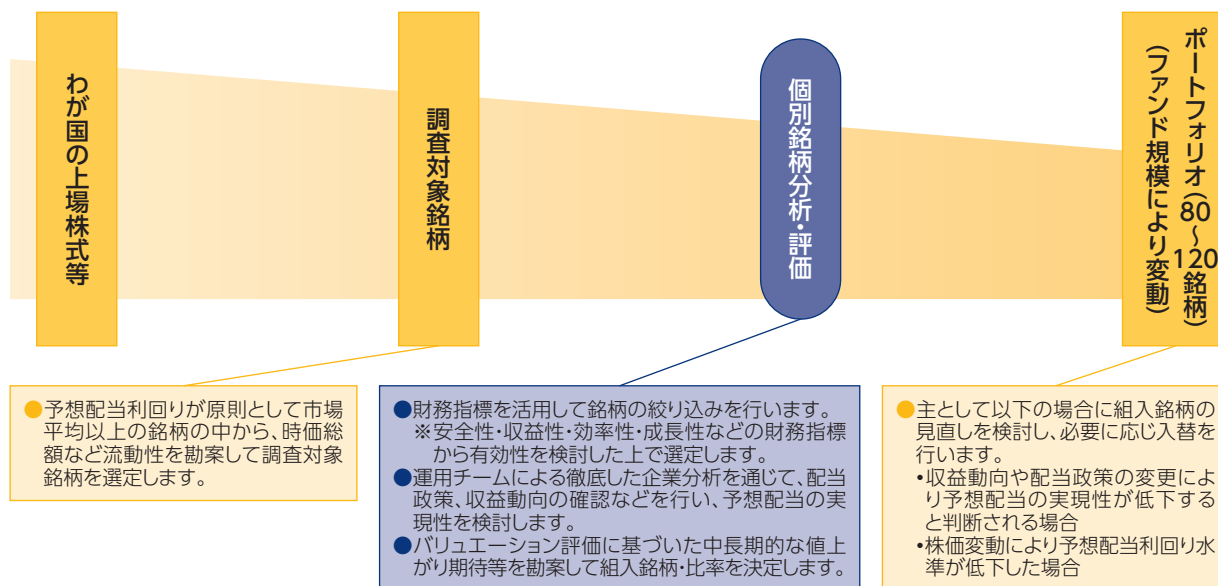 わが国の上場株式等
調査対象銘柄
個別銘柄分析・評価
ポートフォリオ(80～120銘柄)
(ファンド規模により変動)
●予想配当利回りが原則として市場
平均以上の銘柄の中から、時価総
額など流動性を勘案して調査対象
銘柄を選定します。
●財務指標を活用して銘柄の絞り込みを行います。
※安全性・収益性・効率性・成長性などの財務指標
から有効性を検討した上で選定します。
●運用チームによる徹底した企業分析を通じて、配当
政策、収益動向の確認などを行い、予想配当の実
現性を検討します。
●バリュエーション評価に基づいた中長期的な値上
がり期待等を勘案して組入銘柄・比率を決定します。
●主として以下の場合に組入銘柄の
見直しを検討し、必要に応じ入替を
行います。
•収益動向や配当政策の変更によ
り予想配当の実現性が低下する
と判断される場合
•株価変動により予想配当利回り水
準が低下した場合